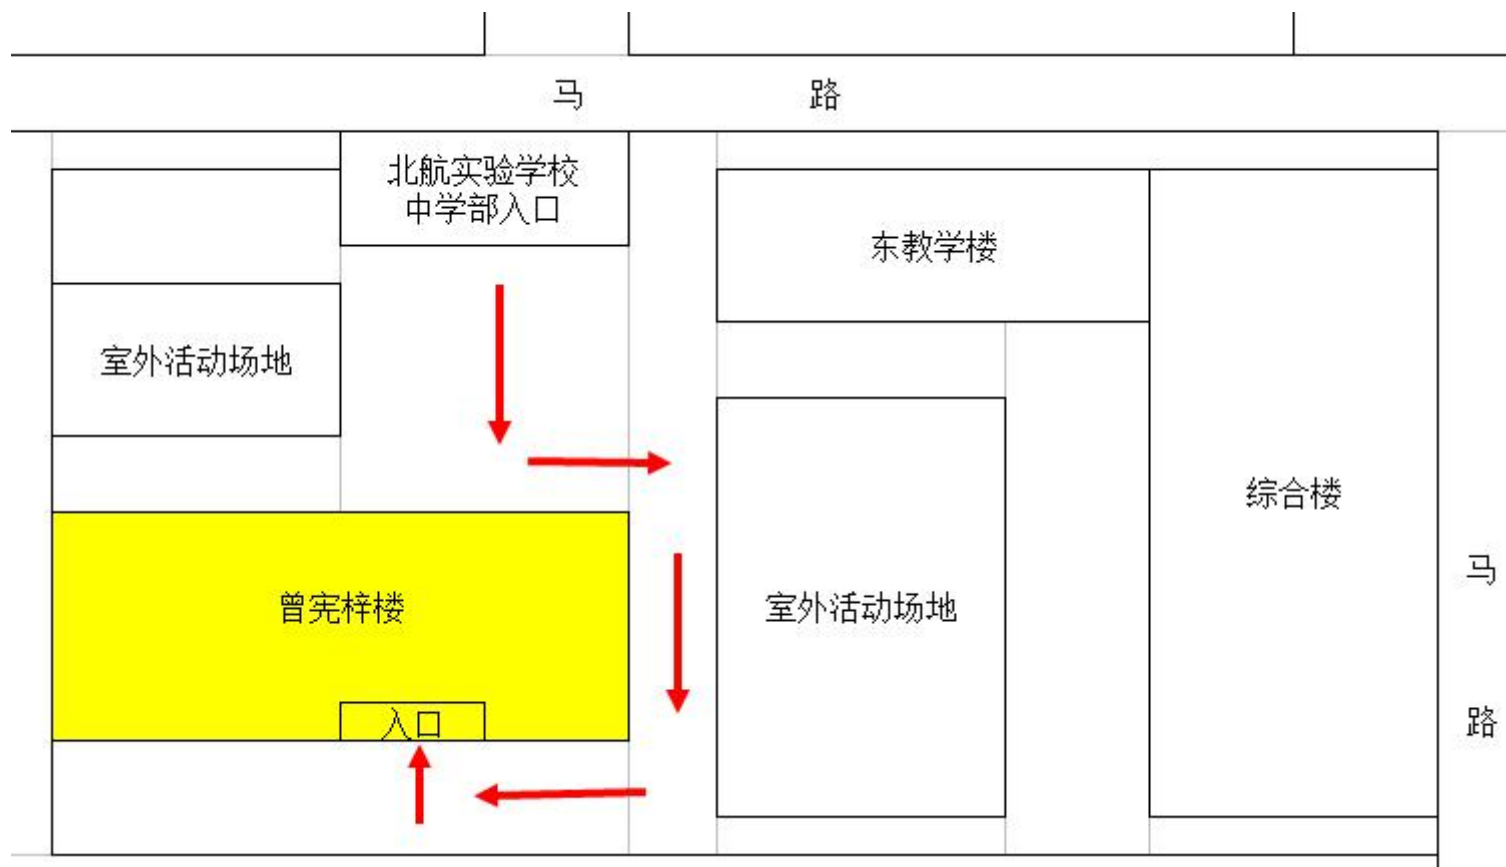 马 路
北航实验学校
中学部入口
东教学楼
室外活动场地
综合楼
曾宪梓楼
室外活动场地
马
路
入口